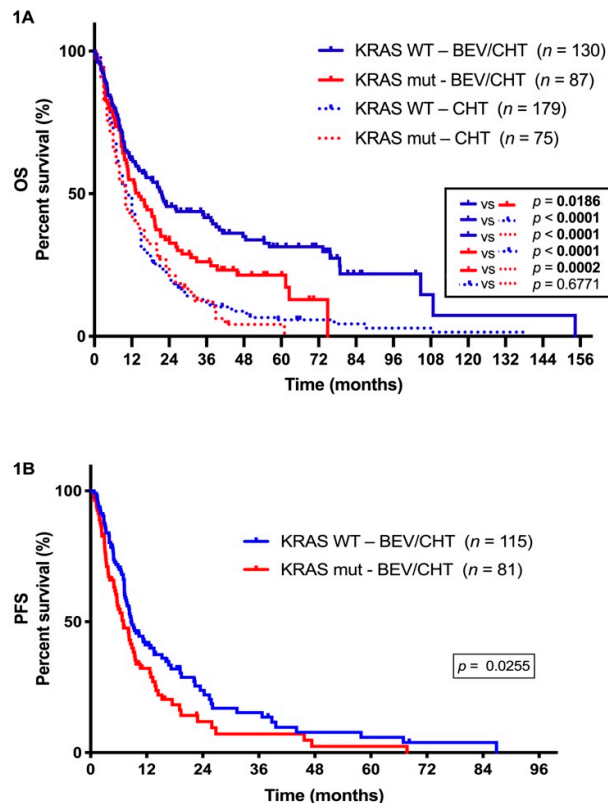 1A
100
50
0
OS
Percent survival (%)
KRAS WT – BEV/CHT (n = 130)
KRAS mut - BEV/CHT (n = 87)
KRAS WT – CHT (n = 179)
KRAS mut – CHT (n = 75)
vs p = 0.0186
vs p < 0.0001
vs p < 0.0001
vs p < 0.0001
vs p = 0.0002
vs p = 0.6771
0 12 24 36 48 60 72 84 96 108 120 132 144 156
Time (months)
1B
100
50
0
PFS
Percent survival (%)
KRAS WT – BEV/CHT (n = 115)
KRAS mut - BEV/CHT (n = 81)
p = 0.0255
0 12 24 36 48 60 72 84 96
Time (months)